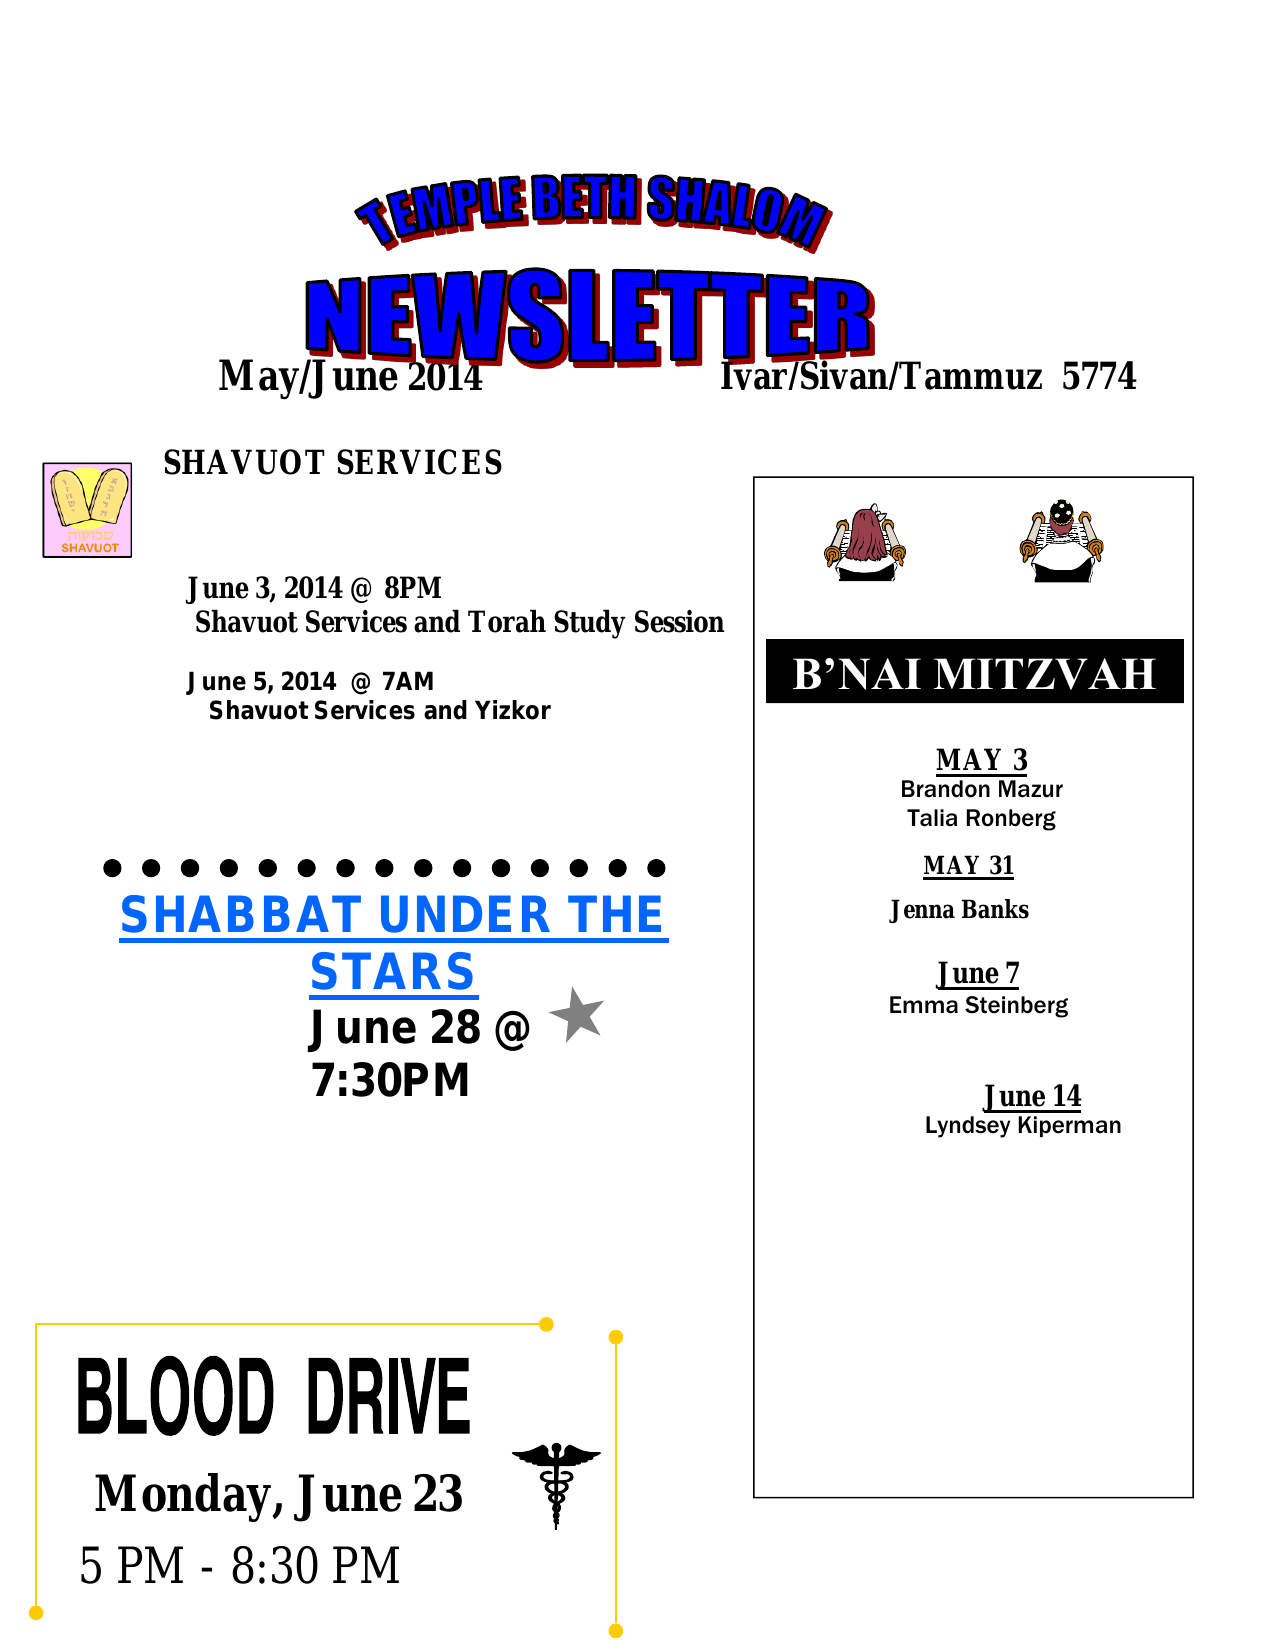 TEMPLE BETH SHALOM
NEWSLETTER
May/June 2014
Ivar/Sivan/Tammuz 5774
SHAVUOT SERVICES
שבועות
SHAVUOT
June 3, 2014 @ 8PM
Shavuot Services and Torah Study Session
June 5, 2014 @ 7AM
Shavuot Services and Yizkor
SHABBAT UNDER THE
STARS
June 28 @
7:30PM
BLOOD DRIVE
Monday, June 23
5 PM - 8:30 PM
B’NAI MITZVAH
MAY 3
Brandon Mazur
Talia Ronberg
MAY 31
Jenna Banks
June 7
Emma Steinberg
June 14
Lyndsey Kiperman